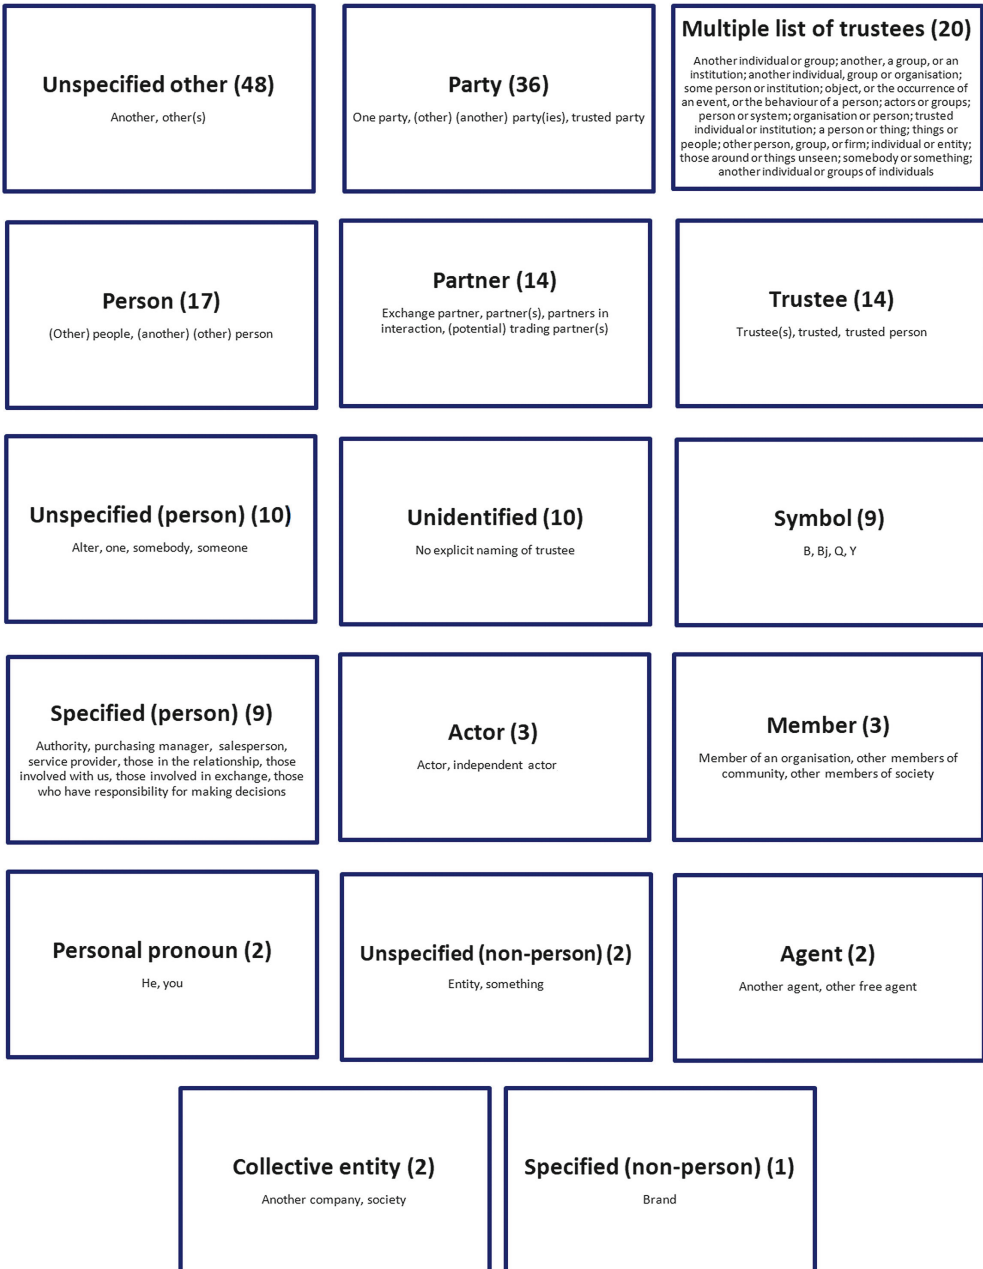 Unspecified other (48)
Another, other(s)
Party (36)
One party, (other) (another) party(ies), trusted party
Multiple list of trustees (20)
Another individual or group; another, a group, or an
institution; another individual, group or organisation;
some person or institution; object, or the occurrence of
an event, or the behaviour of a person; actors or groups;
person or system; organisation or person; trusted
individual or institution; a person or thing; things or
people; other person, group, or firm; individual or entity;
those around or things unseen; somebody or something;
another individual or groups of individuals
Person (17)
(Other) people, (another) (other) person
Partner (14)
Exchange partner, partner(s), partners in
interaction, (potential) trading partner(s)
Trustee (14)
Trustee(s), trusted, trusted person
Unspecified (person) (10)
Alter, one, somebody, someone
Unidentified (10)
No explicit naming of trustee
Symbol (9)
B, Bj, Q, Y
Specified (person) (9)
Authority, purchasing manager, salesperson,
service provider, those in the relationship, those
involved with us, those involved in exchange, those
who have responsibility for making decisions
Actor (3)
Actor, independent actor
Member (3)
Member of an organisation, other members of
community, other members of society
Personal pronoun (2)
He, you
Unspecified (non-person) (2)
Entity, something
Agent (2)
Another agent, other free agent
Collective entity (2)
Another company, society
Specified (non-person) (1)
Brand